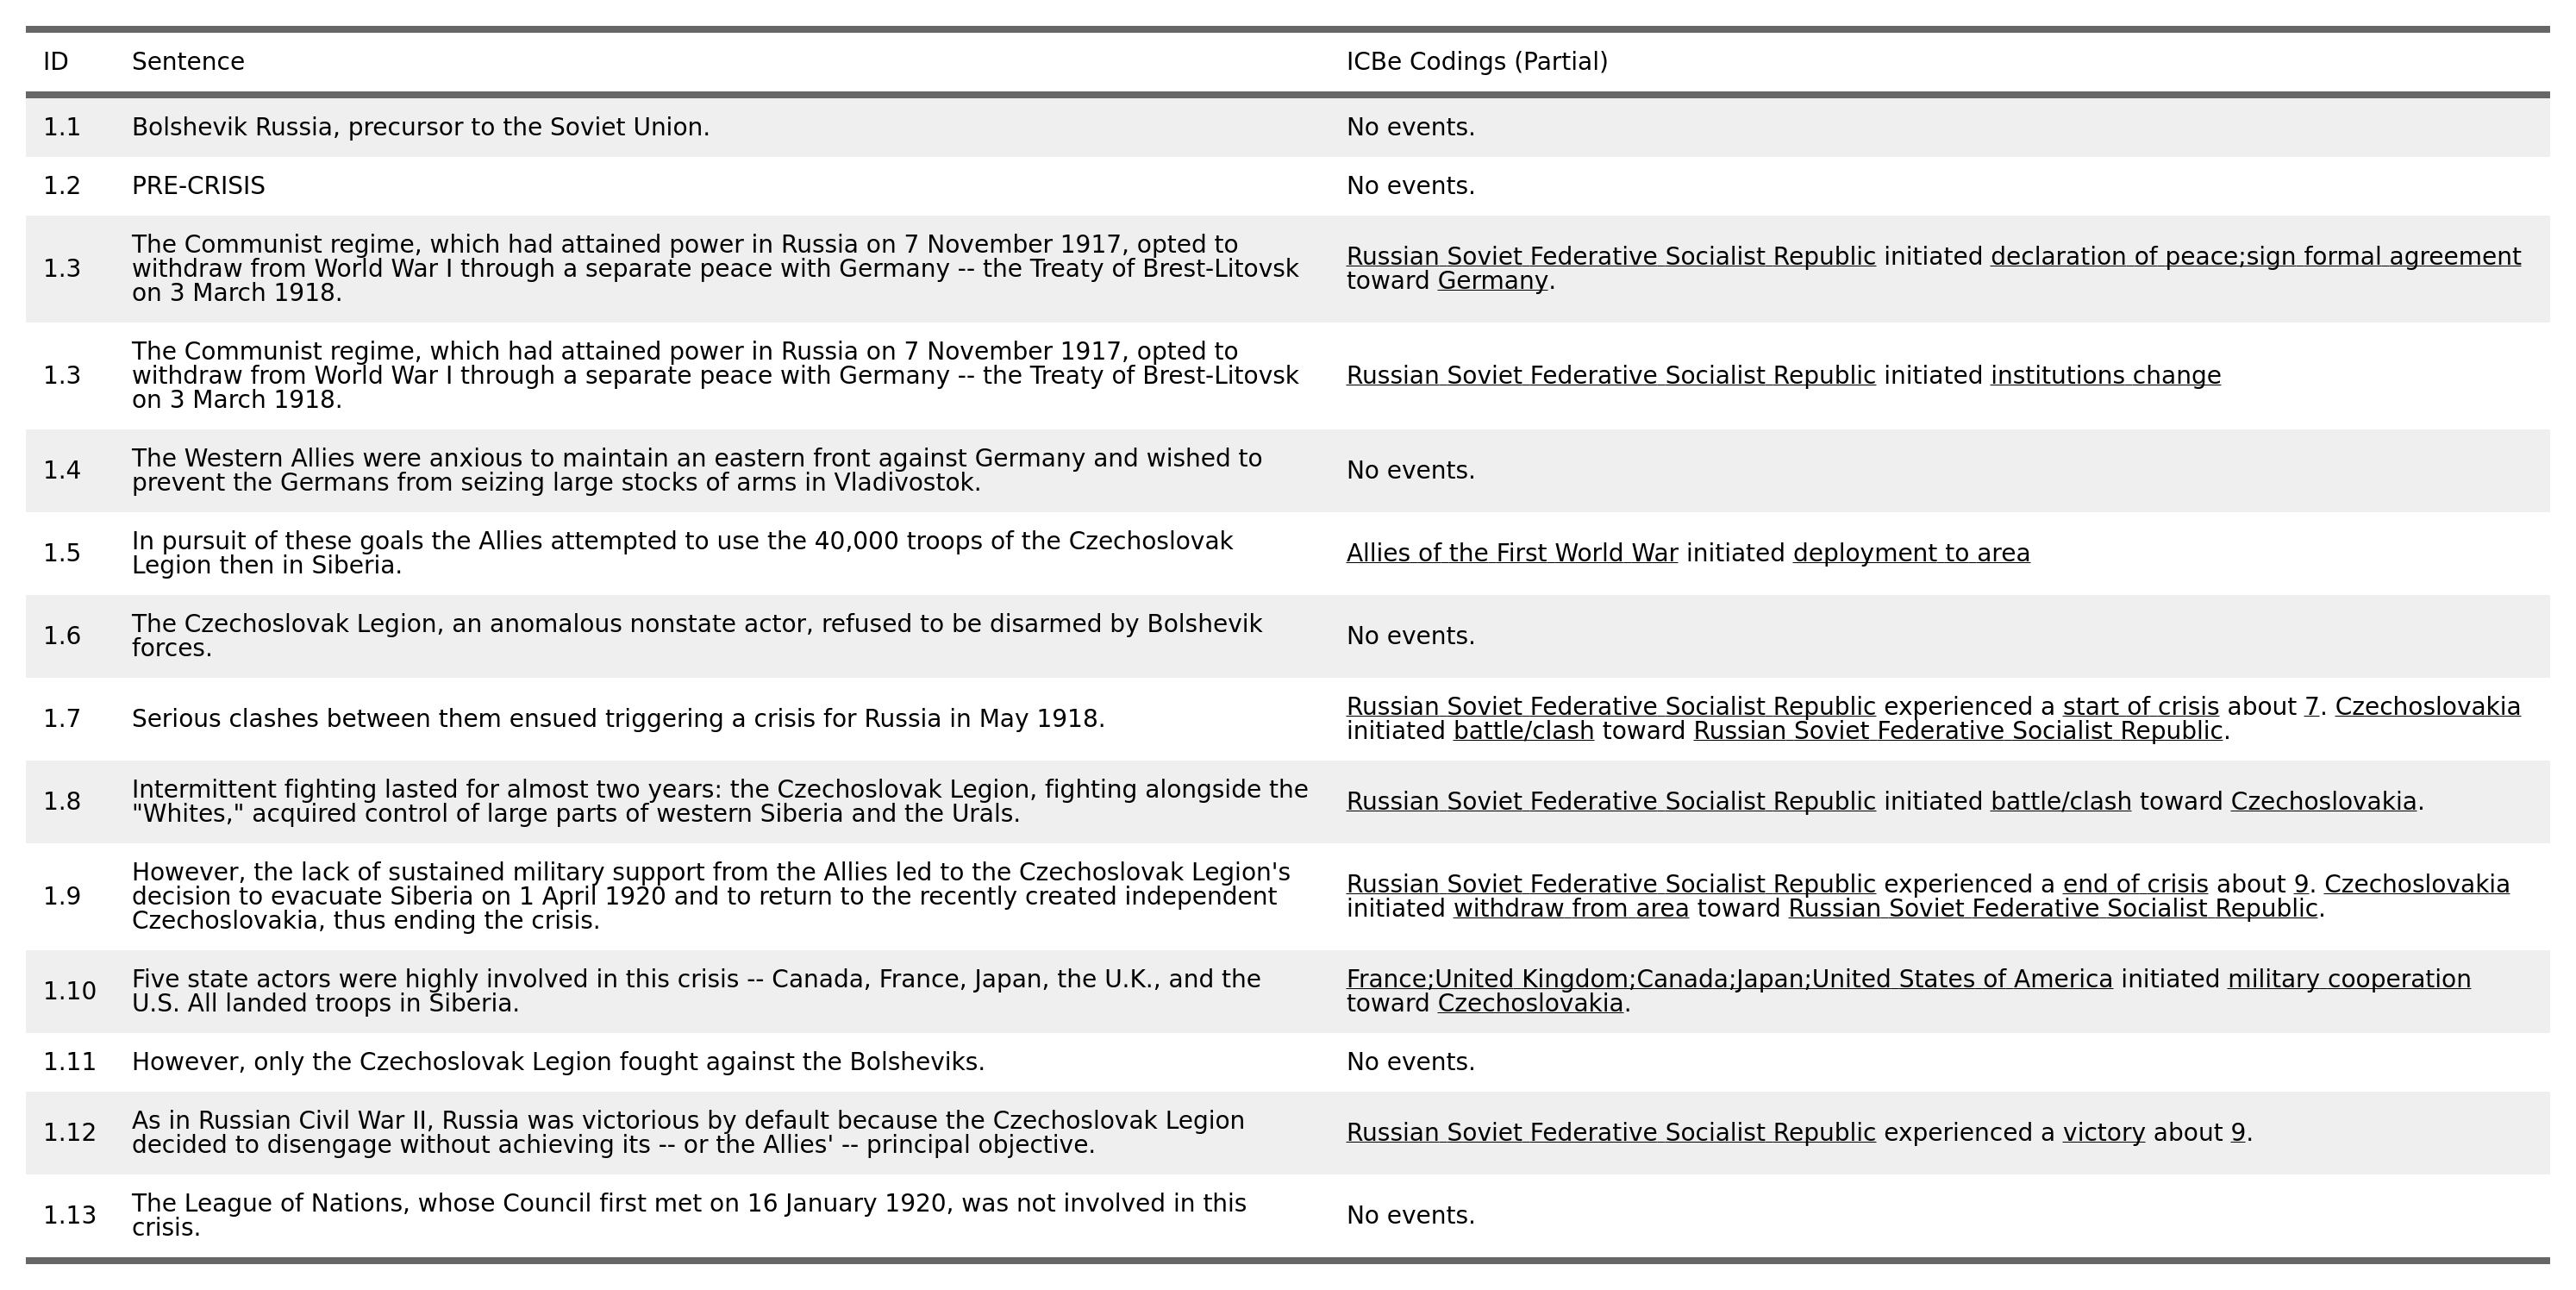 ID Sentence ICBe Codings (Partial)
1.1 Bolshevik Russia, precursor to the Soviet Union. No events.
1.2 PRE-CRISIS No events.
1.3 The Communist regime, which had attained power in Russia on 7 November 1917, opted to
withdraw from World War I through a separate peace with Germany -- the Treaty of Brest-Litovsk
on 3 March 1918.
Russian Soviet Federative Socialist Republic initiated declaration of peace;sign formal agreement
toward Germany.
1.3 The Communist regime, which had attained power in Russia on 7 November 1917, opted to
withdraw from World War I through a separate peace with Germany -- the Treaty of Brest-Litovsk
on 3 March 1918.
Russian Soviet Federative Socialist Republic initiated institutions change
1.4 The Western Allies were anxious to maintain an eastern front against Germany and wished to
prevent the Germans from seizing large stocks of arms in Vladivostok.
No events.
1.5 In pursuit of these goals the Allies attempted to use the 40,000 troops of the Czechoslovak
Legion then in Siberia.
Allies of the First World War initiated deployment to area
1.6 The Czechoslovak Legion, an anomalous nonstate actor, refused to be disarmed by Bolshevik
forces.
No events.
1.7 Serious clashes between them ensued triggering a crisis for Russia in May 1918.
Russian Soviet Federative Socialist Republic experienced a start of crisis about 7. Czechoslovakia
initiated battle/clash toward Russian Soviet Federative Socialist Republic.
1.8 Intermittent fighting lasted for almost two years: the Czechoslovak Legion, fighting alongside the
"Whites," acquired control of large parts of western Siberia and the Urals.
Russian Soviet Federative Socialist Republic initiated battle/clash toward Czechoslovakia.
1.9 However, the lack of sustained military support from the Allies led to the Czechoslovak Legion's
decision to evacuate Siberia on 1 April 1920 and to return to the recently created independent
Czechoslovakia, thus ending the crisis.
Russian Soviet Federative Socialist Republic experienced a end of crisis about 9. Czechoslovakia
initiated withdraw from area toward Russian Soviet Federative Socialist Republic.
1.10 Five state actors were highly involved in this crisis -- Canada, France, Japan, the U.K., and the
U.S. All landed troops in Siberia.
France;United Kingdom;Canada;Japan;United States of America initiated military cooperation
toward Czechoslovakia.
1.11 However, only the Czechoslovak Legion fought against the Bolsheviks. No events.
1.12 As in Russian Civil War II, Russia was victorious by default because the Czechoslovak Legion
decided to disengage without achieving its -- or the Allies' -- principal objective.
Russian Soviet Federative Socialist Republic experienced a victory about 9.
1.13 The League of Nations, whose Council first met on 16 January 1920, was not involved in this
crisis.
No events.